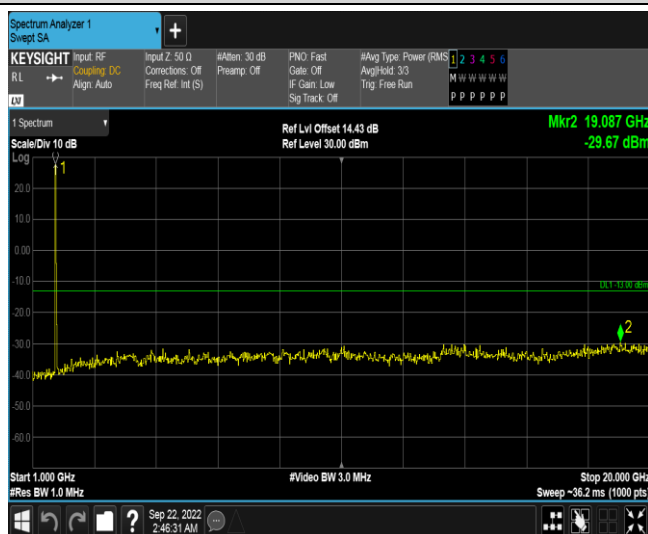 Spectrum Analyzer 1
Swept SA
+
KEYSIGHT
RL
LXI
Input: RF
Coupling: DC
Align: Auto
Input Z: 50 Ω
Corrections: Off
Freq Ref: Int (S)
#Atten: 30 dB
Preamp: Off
PNO: Fast
Gate: Off
IF Gain: Low
Sig Track: Off
#Avg Type: Power (RMS
Avg|Hold: 3/3
Trig: Free Run
1 2 3 4 5 6
M W W W W W
P P P P P P
1 Spectrum
Scale/Div 10 dB
Log
Ref Lvl Offset 14.43 dB
Ref Level 30.00 dBm
Mkr2 19.087 GHz
-29.67 dBm
1
20.0
10.0
0.00
-10.0
DL1 -13.00 dBm
-20.0
2
-30.0
-40.0
-50.0
-60.0
Start 1.000 GHz
#Res BW 1.0 MHz
#Video BW 3.0 MHz
Stop 20.000 GHz
Sweep ~36.2 ms (1000 pts)
?
Sep 22, 2022
2:46:31 AM